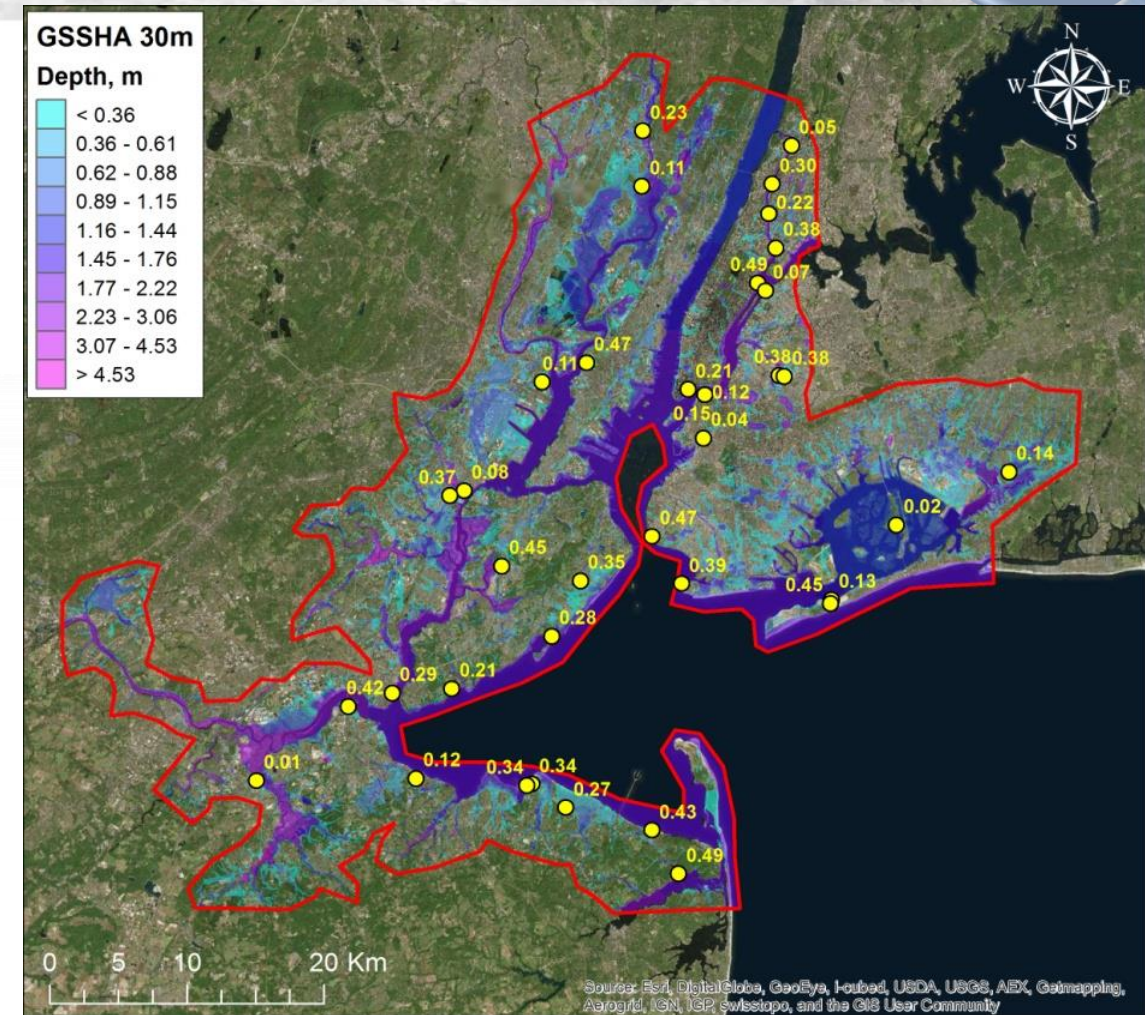 GSSHA 30m
Depth, m
< 0.36
0.36 - 0.61
0.62 - 0.88
0.89 - 1.15
1.16 - 1.44
1.45 - 1.76
1.77 - 2.22
2.23 - 3.06
3.07 - 4.53
> 4.53
N
W E
S
0.23
0.05
0.11
0.30
0.22
0.38
0.49 0.07
0.47
0.11
0.38 0.38
0.21
0.12
0.15 0.04
0.14
0.37 0.08
0.02
0.47
0.45
0.35
0.39
0.45 0.13
0.28
0.29 0.21
0.42
0.01
0.12
0.34 0.34
0.27
0.43
0.49
0 5 10 20 Km
Source: Esri, DigitalGlobe, GeoEye, i-cubed, USDA, USGS, AEX, Getmapping,
Aerogrid, IGN, IGP, swisstopo, and the GIS User Community